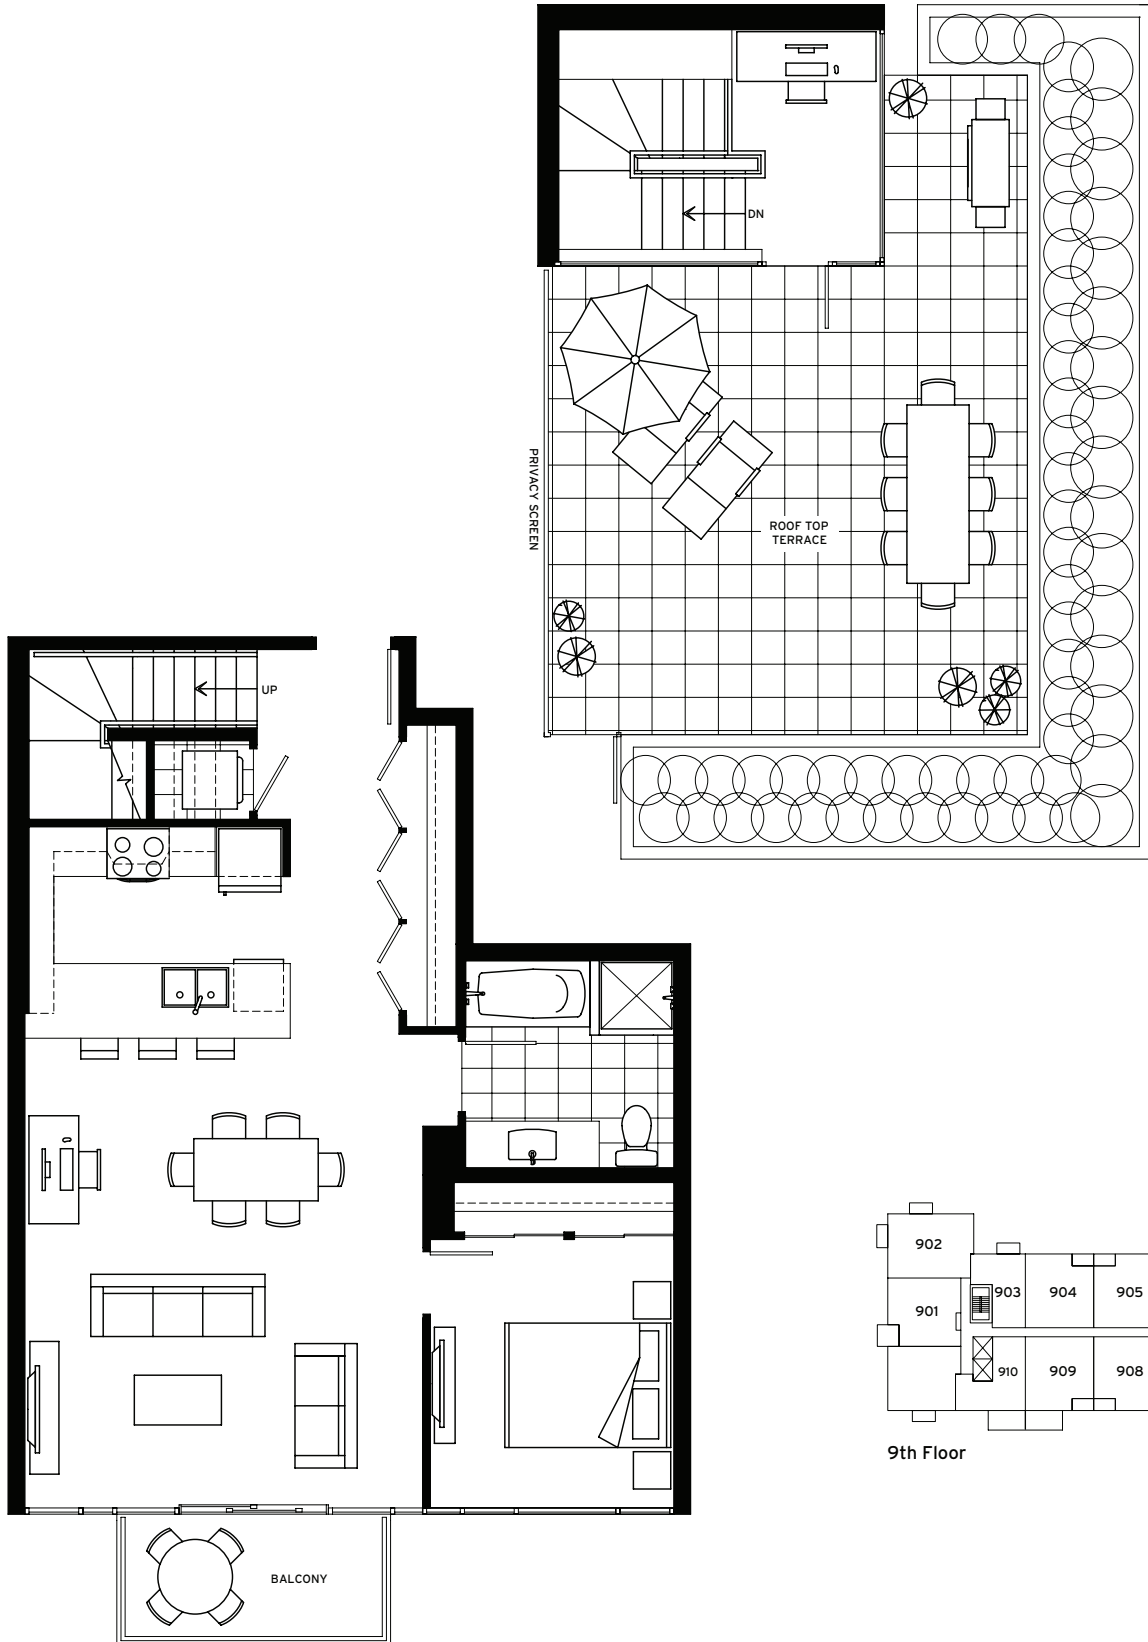 DN
PRIVACY SCREEN
ROOF TOP
TERRACE
UP
BALCONY
902
903
904
905
901
910
909
908
9th Floor